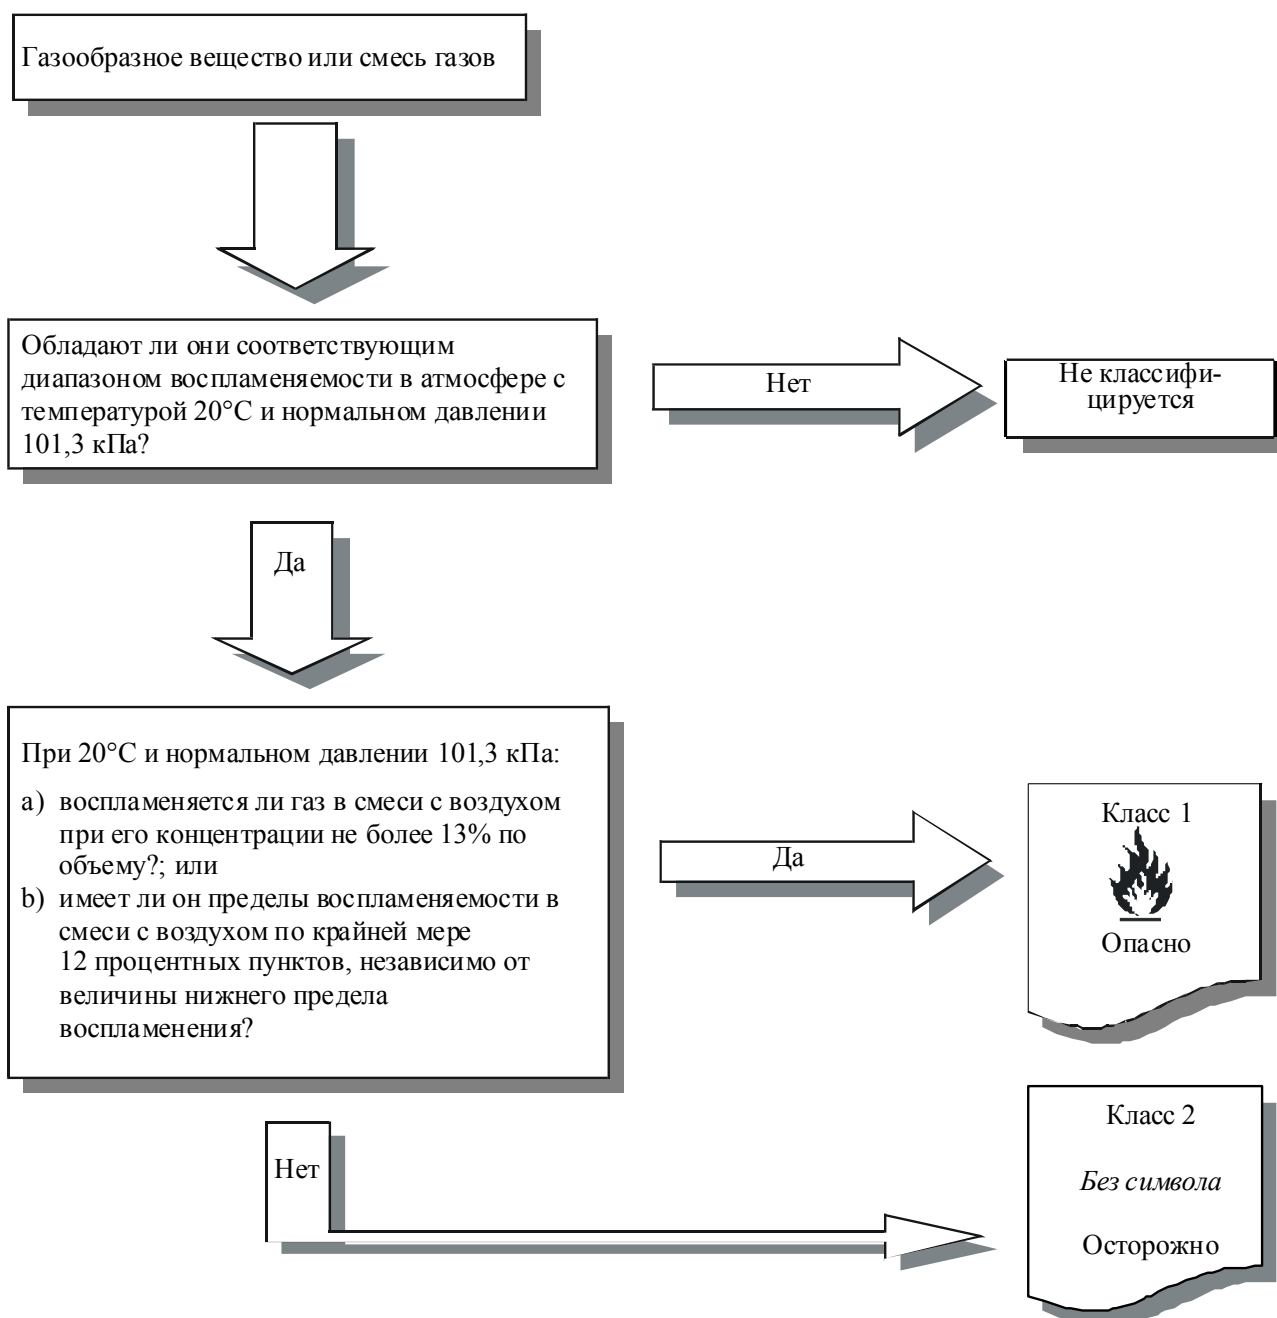 Газообразное вещество или смесь газов
Обладают ли они соответствующим
диапазоном воспламеняемости в атмосфере с
температурой 20°C и нормальном давлении
101,3 кПа?
Нет
Не классифи-
цируется
Да
При 20°C и нормальном давлении 101,3 кПа:
a) воспламеняется ли газ в смеси с воздухом
при его концентрации не более 13% по
объему?; или
b) имеет ли он пределы воспламеняемости в
смеси с воздухом по крайней мере
12 процентных пунктов, независимо от
величины нижнего предела
воспламенения?
Да
Класс 1
Опасно
Нет
Класс 2
Без символа
Осторожно